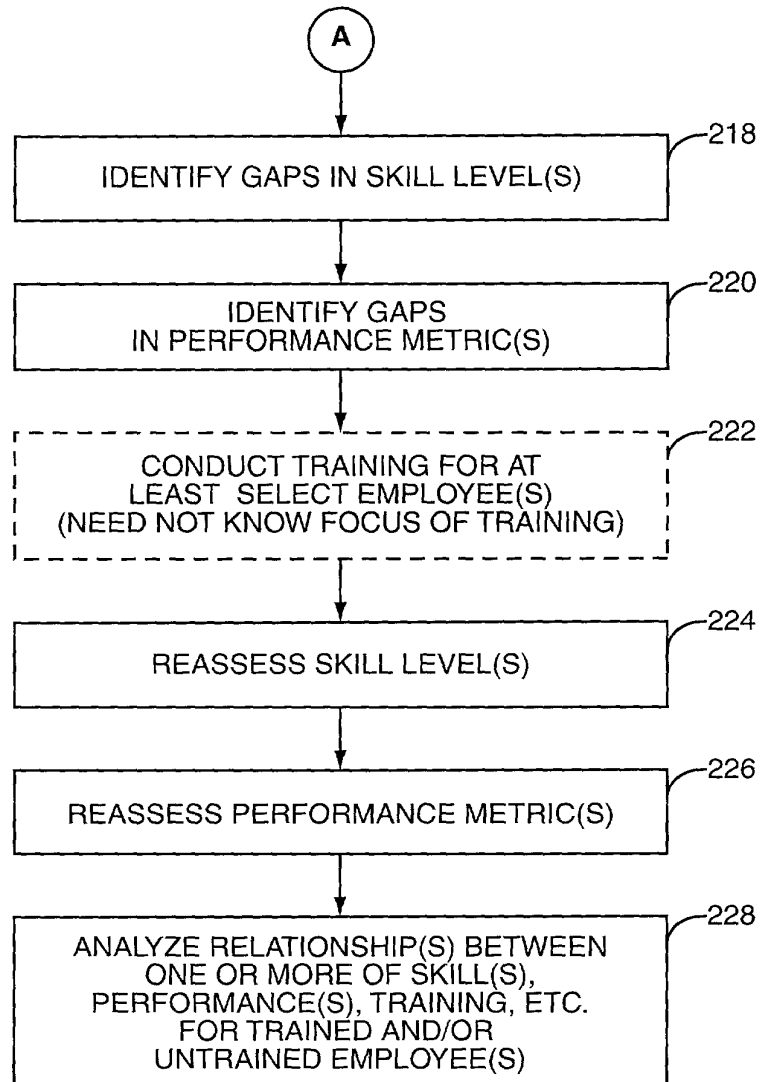 A
218
IDENTIFY GAPS IN SKILL LEVEL(S)
220
IDENTIFY GAPS
IN PERFORMANCE METRIC(S)
222
CONDUCT TRAINING FOR AT
LEAST SELECT EMPLOYEE(S)
(NEED NOT KNOW FOCUS OF TRAINING)
224
REASSESS SKILL LEVEL(S)
226
REASSESS PERFORMANCE METRIC(S)
228
ANALYZE RELATIONSHIP(S) BETWEEN
ONE OR MORE OF SKILL(S),
PERFORMANCE(S), TRAINING, ETC.
FOR TRAINED AND/OR
UNTRAINED EMPLOYEE(S)